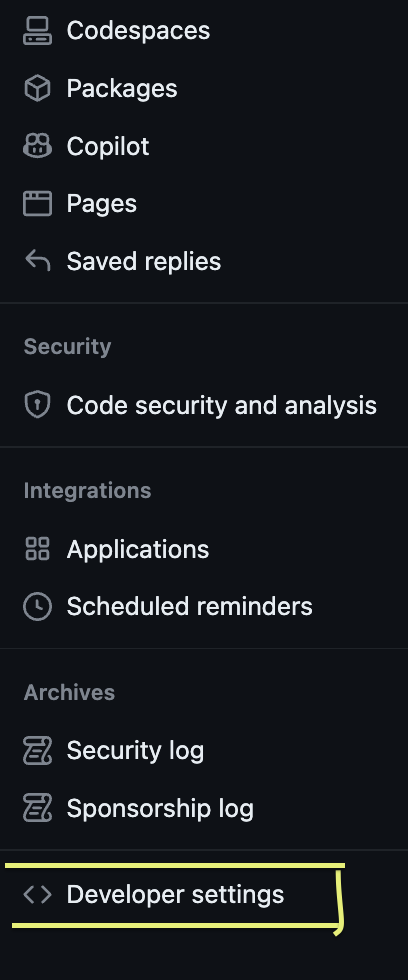 Codespaces
Packages
Copilot
Pages
Saved replies
Security
Code security and analysis
Integrations
Applications
Scheduled reminders
Archives
Security log
Sponsorship log
Developer settings